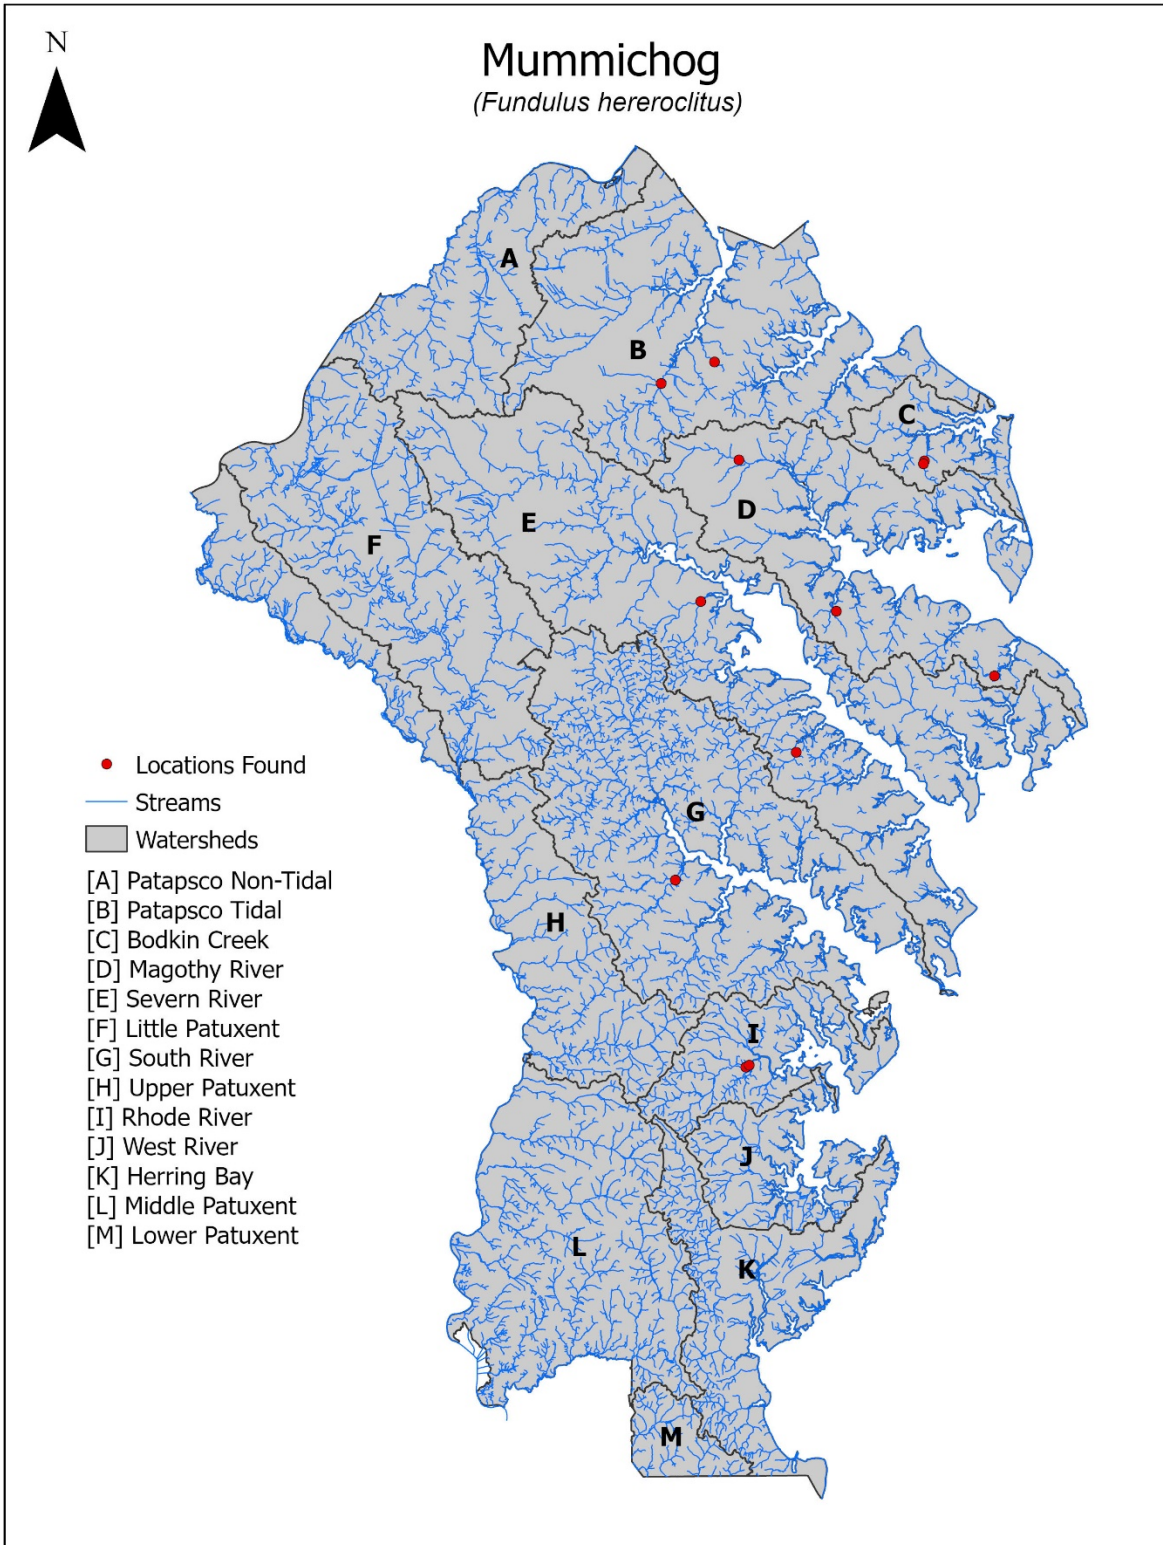 N
Mummichog
(Fundulus hereroclitus)
A
B
C
D
E
F
G
H
I
J
K
L
M
Locations Found
Streams
Watersheds
[A] Patapsco Non-Tidal
[B] Patapsco Tidal
[C] Bodkin Creek
[D] Magothy River
[E] Severn River
[F] Little Patuxent
[G] South River
[H] Upper Patuxent
[I] Rhode River
[J] West River
[K] Herring Bay
[L] Middle Patuxent
[M] Lower Patuxent